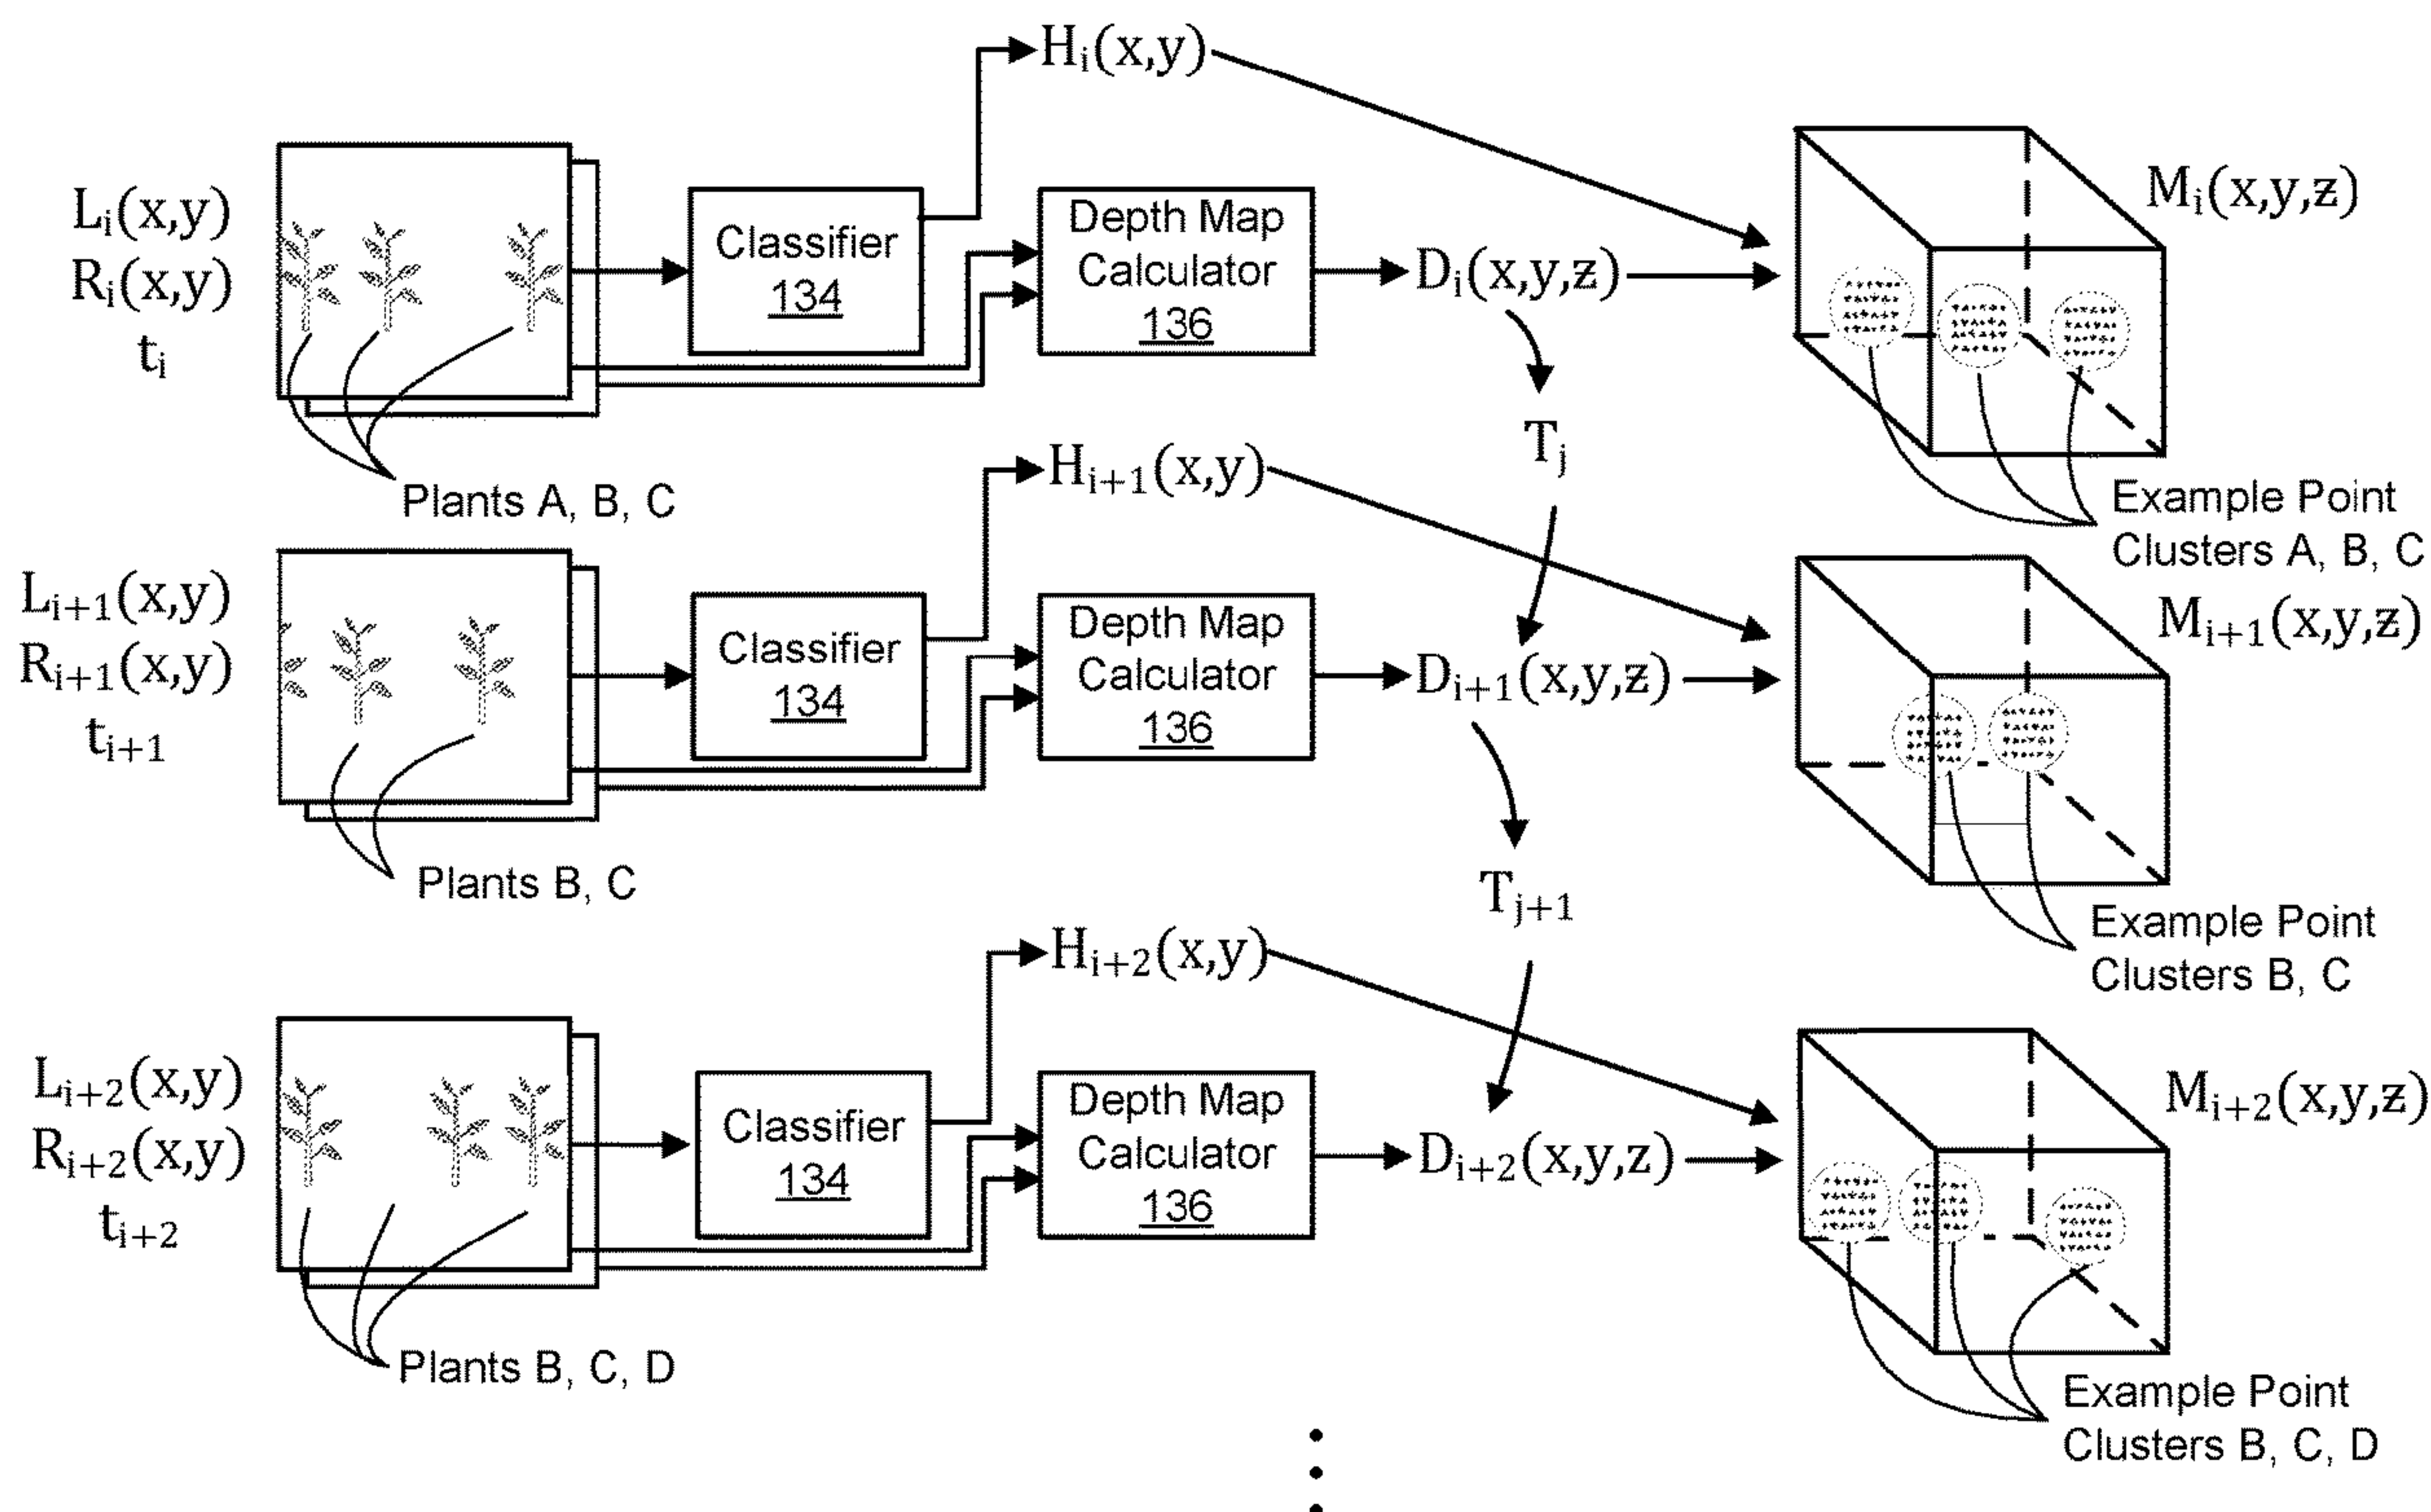 Hᵢ(x,y)
Lᵢ(x,y)
Rᵢ(x,y)
tᵢ
Classifier
134
Depth Map
Calculator
136
Dᵢ(x,y,ƶ)
Mᵢ(x,y,ƶ)
Plants A, B, C
Tⱼ
Example Point
Clusters A, B, C
Hᵢ₊₁(x,y)
Lᵢ₊₁(x,y)
Rᵢ₊₁(x,y)
tᵢ₊₁
Classifier
134
Depth Map
Calculator
136
Dᵢ₊₁(x,y,ƶ)
Mᵢ₊₁(x,y,ƶ)
Plants B, C
Tⱼ₊₁
Example Point
Clusters B, C
Hᵢ₊₂(x,y)
Lᵢ₊₂(x,y)
Rᵢ₊₂(x,y)
tᵢ₊₂
Classifier
134
Depth Map
Calculator
136
Dᵢ₊₂(x,y,z)
Mᵢ₊₂(x,y,ƶ)
Plants B, C, D
Example Point
Clusters B, C, D